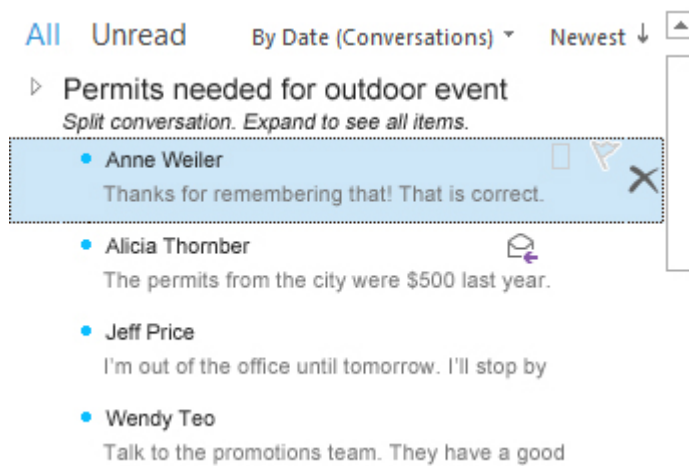 All Unread By Date (Conversations) Newest ↓
Permits needed for outdoor event
Split conversation. Expand to see all items.
Anne Weiler
Thanks for remembering that! That is correct.
Alicia Thornber
The permits from the city were $500 last year.
Jeff Price
I'm out of the office until tomorrow. I'll stop by
Wendy Teo
Talk to the promotions team. They have a good